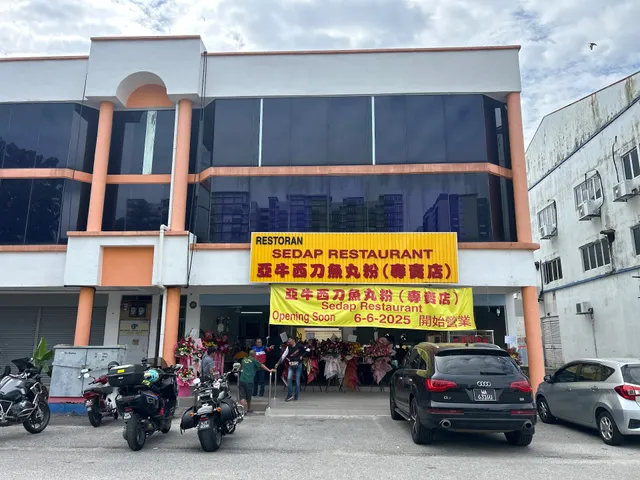 RESTORAN
SEDAP RESTAURANT
亞牛西刀魚丸粉(專賣店)
亞牛西刀魚丸粉(專賣店)
Sedap Restaurant
Opening Soon 6-6-2025 開始營業